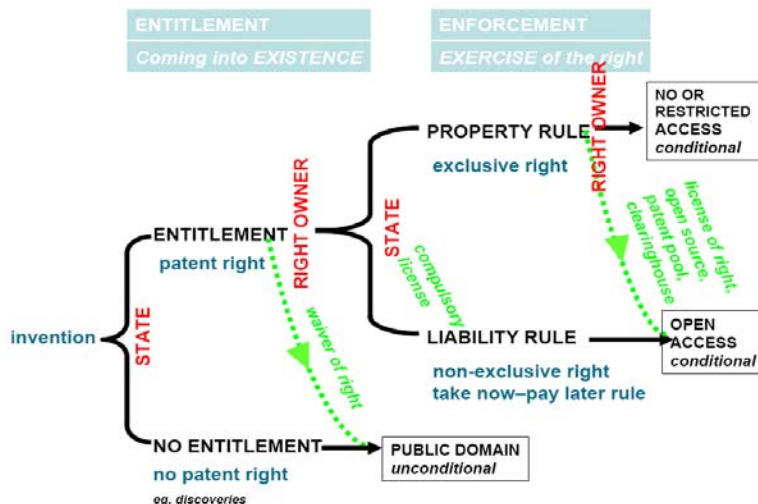 ENTITLEMENT
Coming into EXISTENCE
ENFORCEMENT
EXERCISE of the right
invention
STATE
ENTITLEMENT
patent right
RIGHT OWNER
waiver of right
NO ENTITLEMENT
no patent right
eg. discoveries
PUBLIC DOMAIN
unconditional
STATE
compulsory
license
PROPERTY RULE
exclusive right
RIGHT OWNER
NO OR
RESTRICTED
ACCESS
conditional
license of right,
open source,
patent pool,
clearinghouse
LIABILITY RULE
non-exclusive right
take now–pay later rule
OPEN
ACCESS
conditional